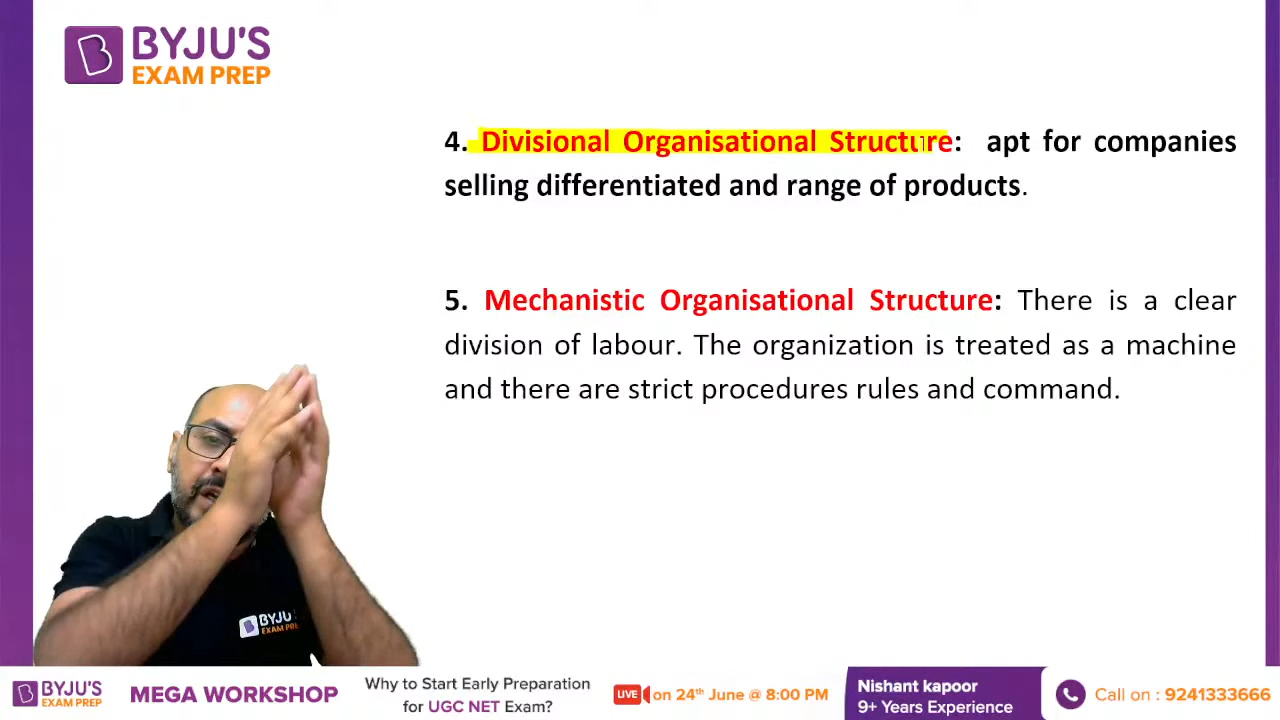 BYJU'S
EXAM PREP
4. Divisional Organisational Structure: apt for companies
selling differentiated and range of products.
5. Mechanistic Organisational Structure: There is a clear
division of labour. The organization is treated as a machine
and there are strict procedures rules and command.
BYJU
EXAM PRE
BYJU'S
EXAM PREP
MEGA WORKSHOP
Why to Start Early Preparation
for UGC NET Exam?
LIVE on 24th June @ 8:00 PM
Nishant kapoor
9+ Years Experience
Call on : 9241333666